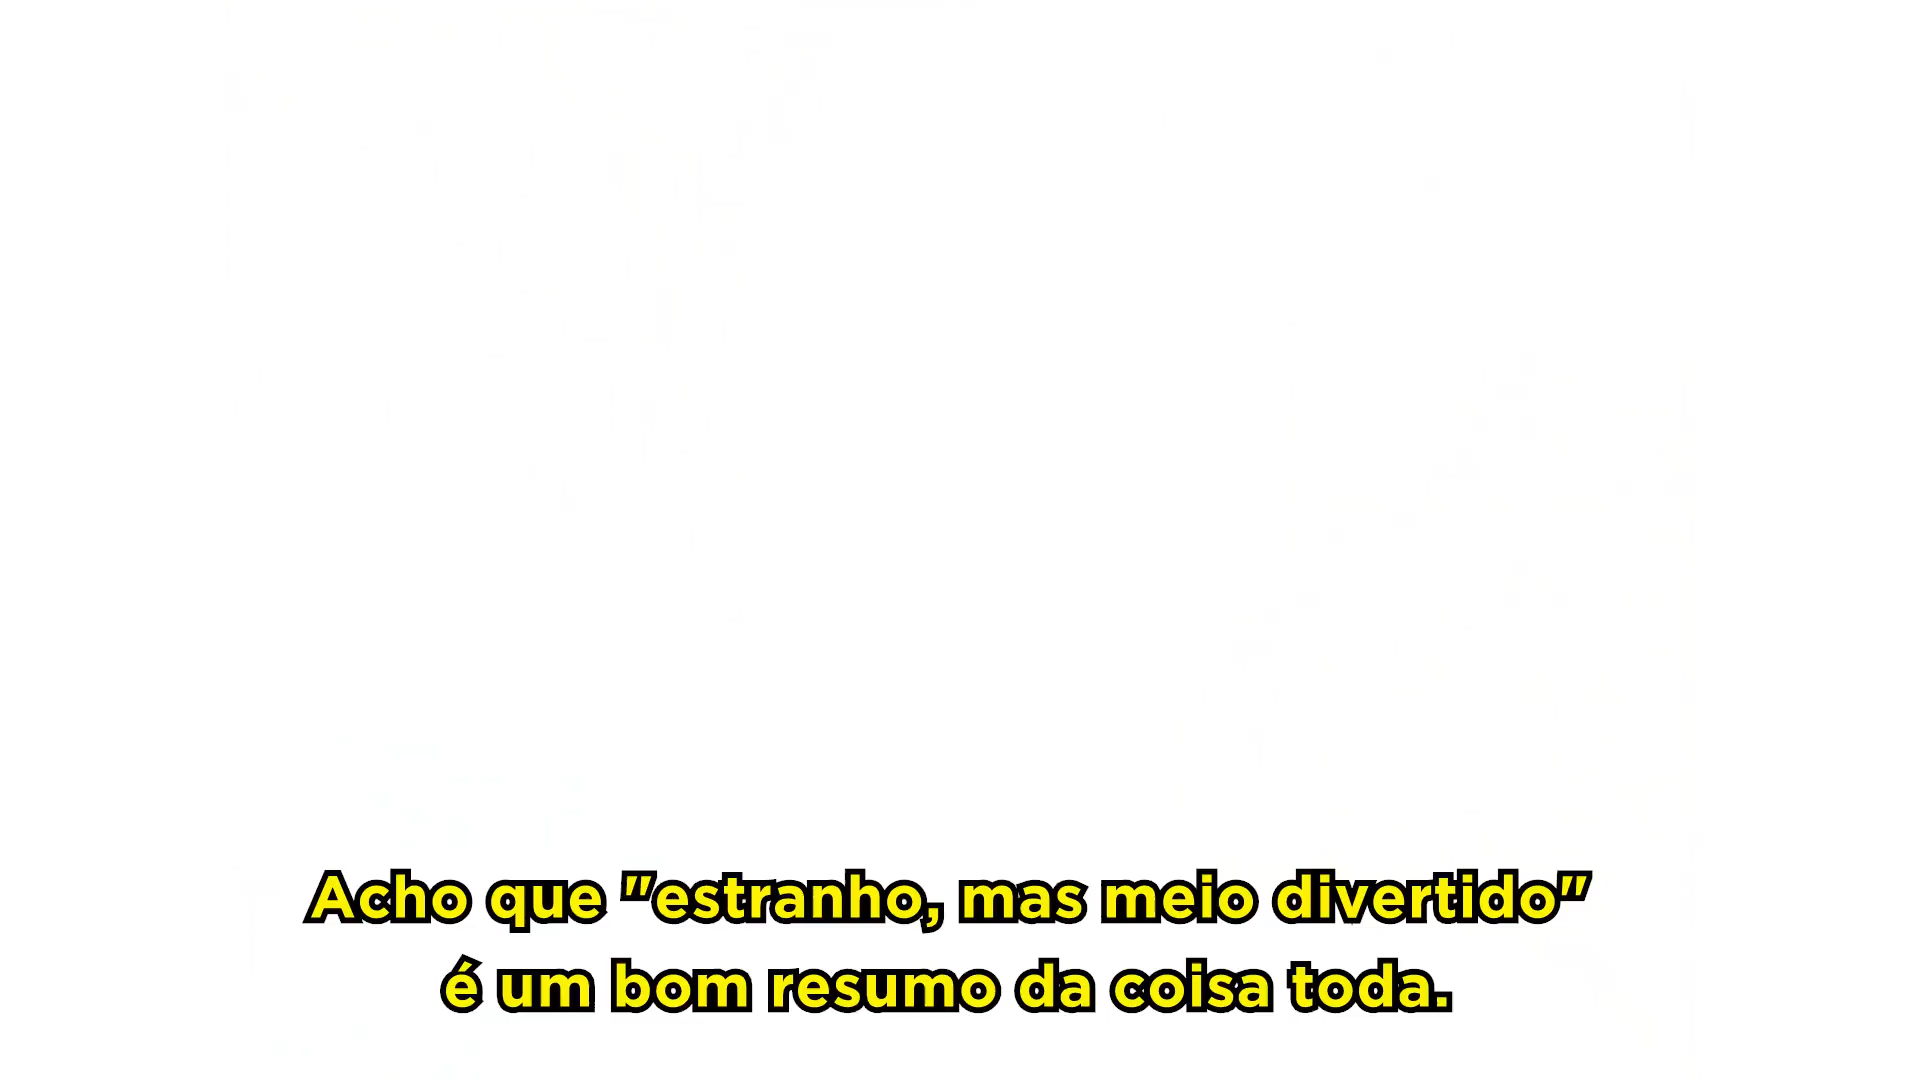 Acho que "estranho, mas meio divertido"
é um bom resumo da coisa toda.